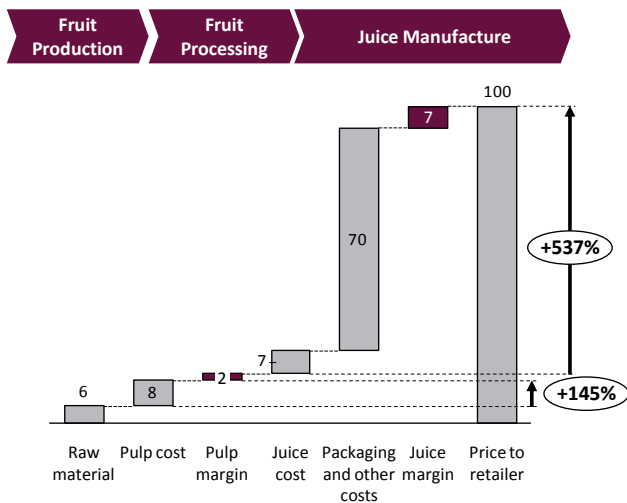 Fruit
Production
Fruit
Processing
Juice Manufacture
100
7
70
+537%
7
6
8
2
+145%
Raw
material
Pulp cost
Pulp
margin
Juice
cost
Packaging
and other
costs
Juice
margin
Price to
retailer